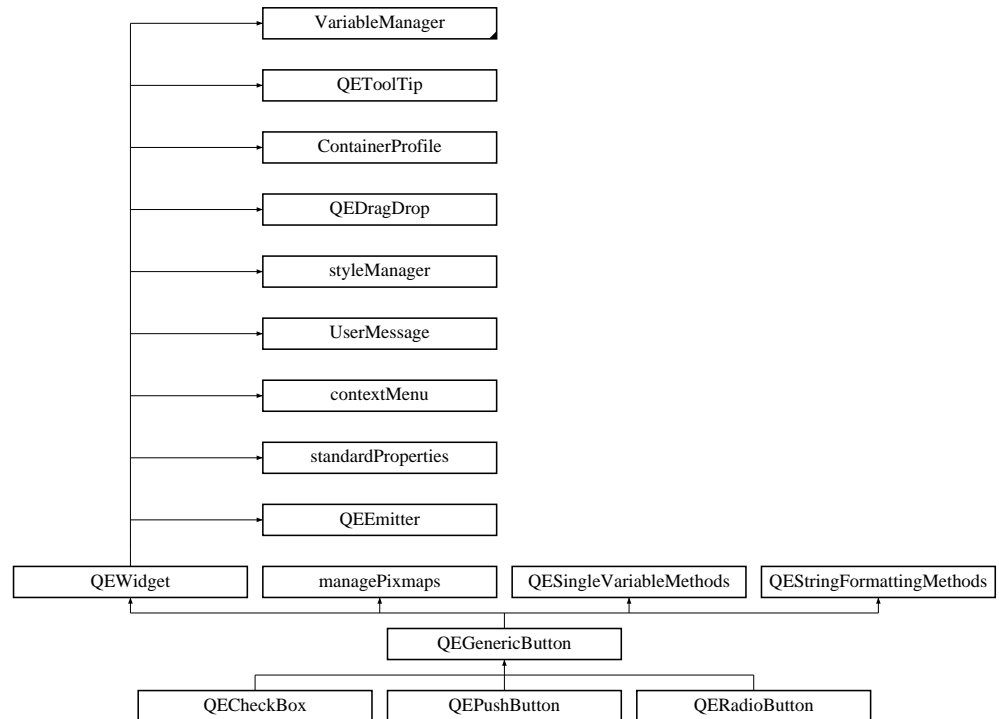 VariableManager
QEToolTip
ContainerProfile
QEDragDrop
styleManager
UserMessage
contextMenu
standardProperties
QEEmitter
QEWidget
managePixmaps
QESingleVariableMethods
QEStringFormattingMethods
QEGenericButton
QECheckBox
QEPushButton
QERadioButton